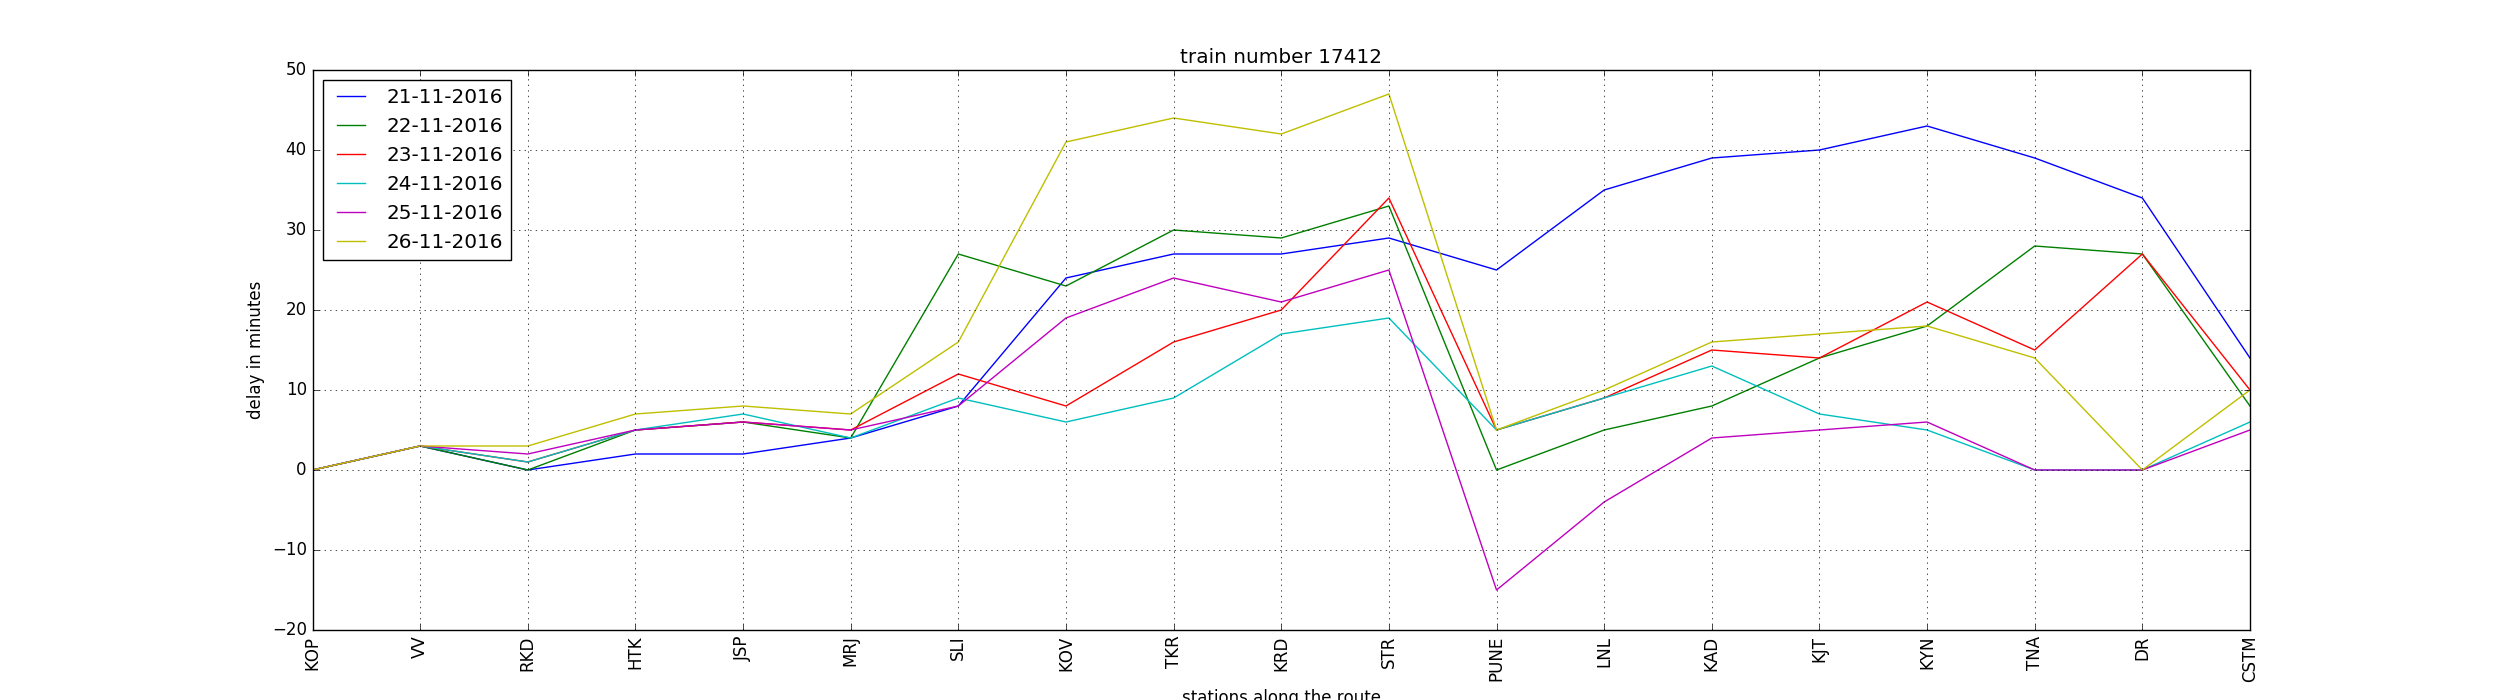 train number 17412
50
40
30
20
10
0
−10
−20
delay in minutes
21-11-2016
22-11-2016
23-11-2016
24-11-2016
25-11-2016
26-11-2016
KOP
VV
RKD
HTK
JSP
MRJ
SLI
KOV
TKR
KRD
STR
PUNE
LNL
KAD
KJT
KYN
TNA
DR
CSTM
stations along the route